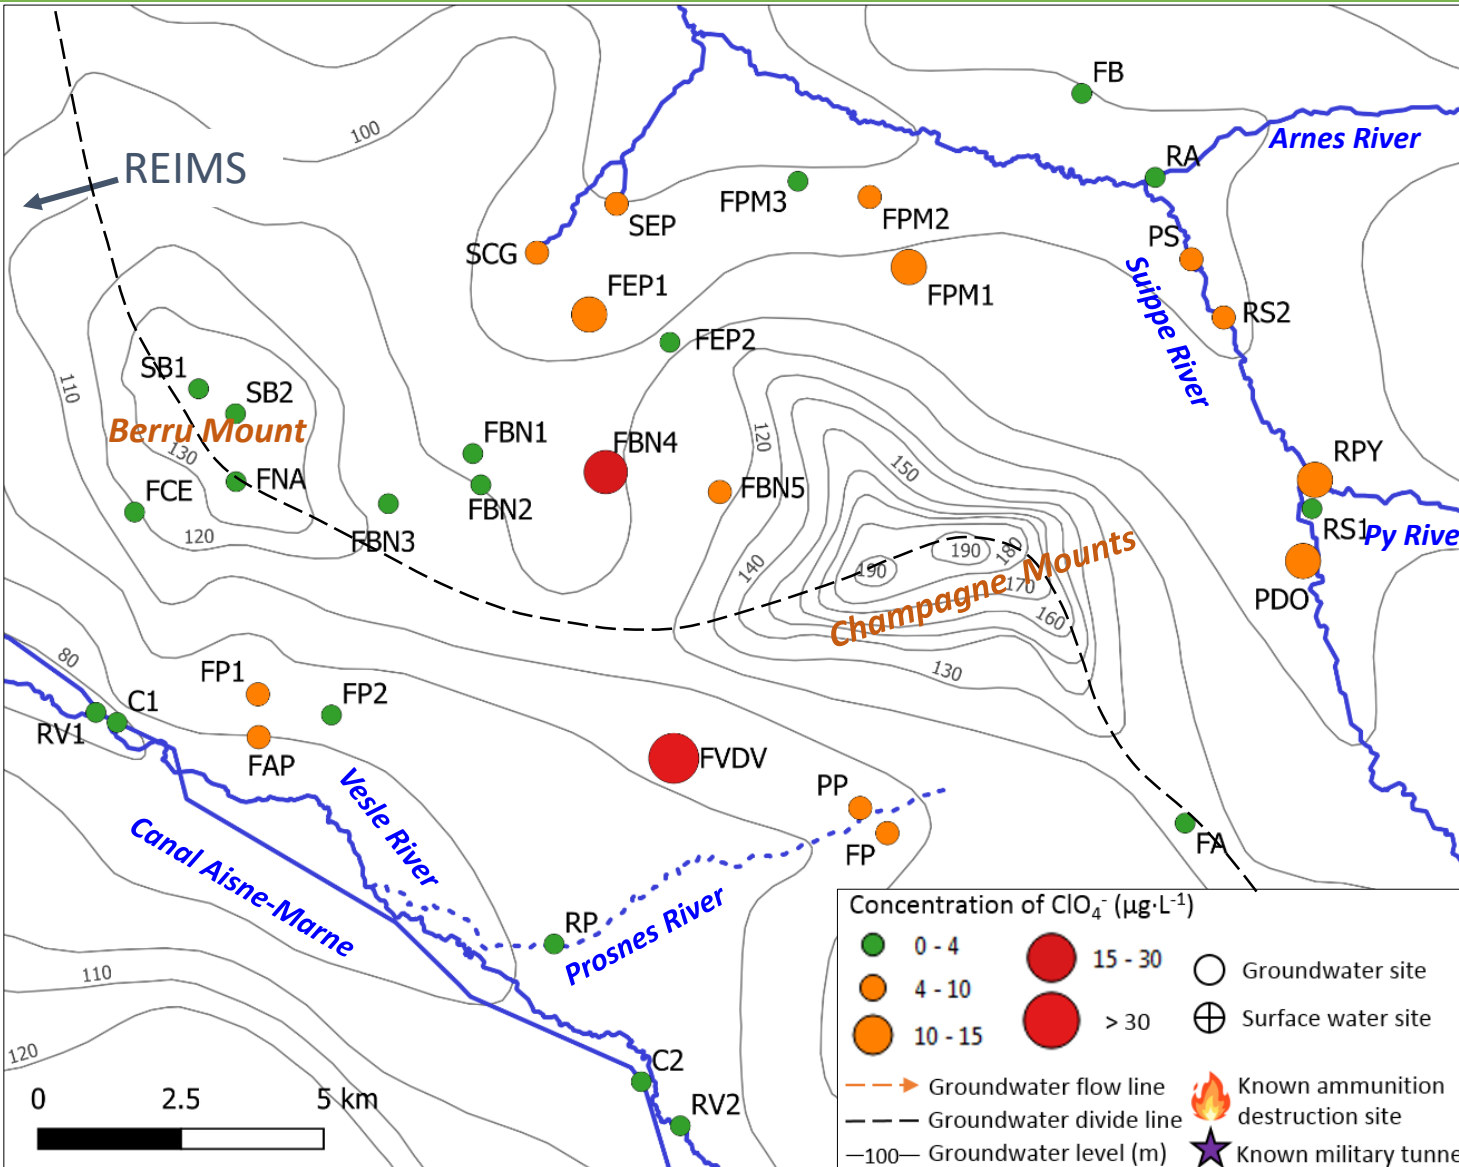 FB
100
Arnes River
RA
REIMS
FPM3
FPM2
SEP
SCG
PS
FEP1
FPM1
Suippe River
RS2
FEP2
SB1
110
SB2
Berru Mount
120
FBN1
FBN4
130
150
RPY
FNA
FCE
FBN2
FBN5
RS1
Py Rive
120
FBN3
190
180
190
140
170
Champagne Mounts
PDO
160
80
FP1
130
FP2
C1
RV1
FAP
FVDV
PP
Vesle River
FP
FA
Canal Aisne-Marne
RP
Prosnes River
110
120
C2
RV2
0 2.5 5 km
Concentration of ClO₄⁻ (µg·L⁻¹)
0 - 4
15 - 30
Groundwater site
4 - 10
> 30
Surface water site
10 - 15
Groundwater flow line
Known ammunition
destruction site
Groundwater divide line
—100— Groundwater level (m)
Known military tunne